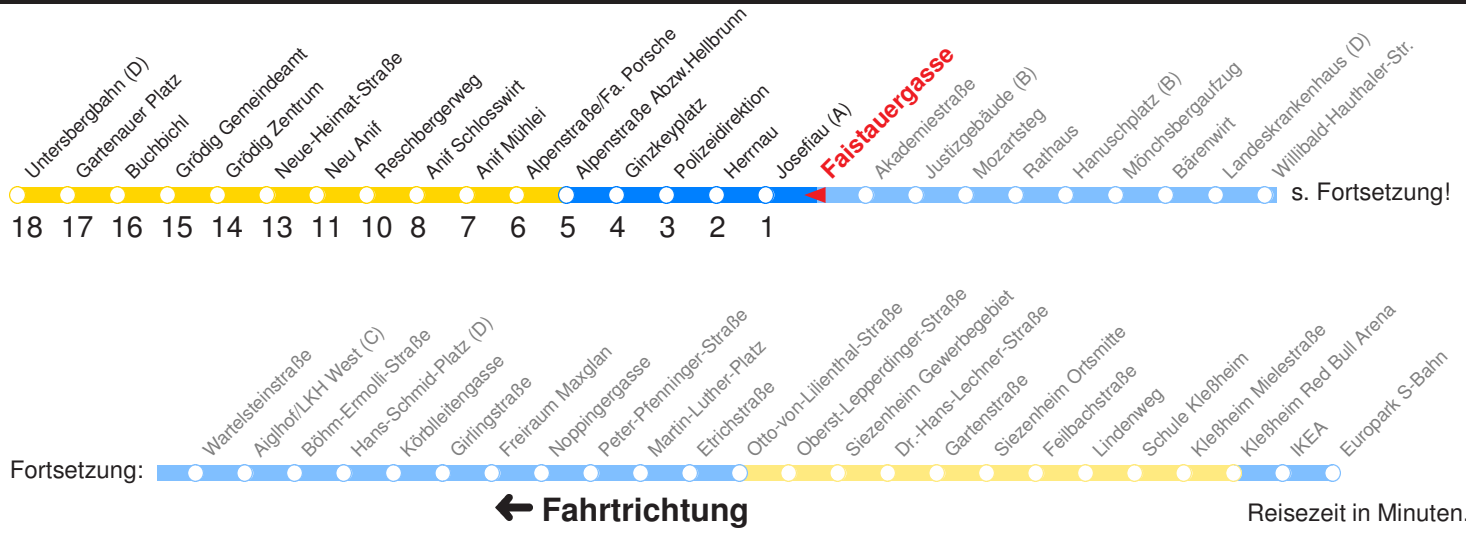 Untersbergbahn (D)
Gartenauer Platz
Buchbichl
Grödig Gemeindeamt
Grödig Zentrum
Neue-Heimat-Straße
Neu Anif
Reschbergerweg
Anif Schlosswirt
Anif Mühlei
Alpenstraße/Fa. Porsche
Alpenstraße Abzw.Hellbrunn
Ginzkeyplatz
Polizeidirektion
Herrnau
Josefiau (A)
Faistauergasse
Akademiestraße
Justizgebäude (B)
Mozartsteg
Rathaus
Hanuschplatz (B)
Mönchsbergaufzug
Bärenwirt
Landeskrankenhaus (D)
Willibald-Hauthaler-Str.
s. Fortsetzung!
18 17 16 15 14 13 11 10 8 7 6 5 4 3 2 1
Wartelsteinstraße
Aiglhof/LKH West (C)
Böhm-Ermolli-Straße
Hans-Schmid-Platz (D)
Körbleitengasse
Girlingstraße
Freiraum Maxglan
Noppingergasse
Peter-Pfenninger-Straße
Martin-Luther-Platz
Etrichstraße
Otto-von-Lilienthal-Straße
Oberst-Lepperdinger-Straße
Siezenheim Gewerbegebiet
Dr.-Hans-Lechner-Straße
Gartenstraße
Siezenheim Ortsmitte
Feilbachstraße
Lindenweg
Schule Kleßheim
Kleßheim Mielestraße
Kleßheim Red Bull Arena
IKEA
Europark S-Bahn
Fortsetzung:
Fahrtrichtung
Reisezeit in Minuten.